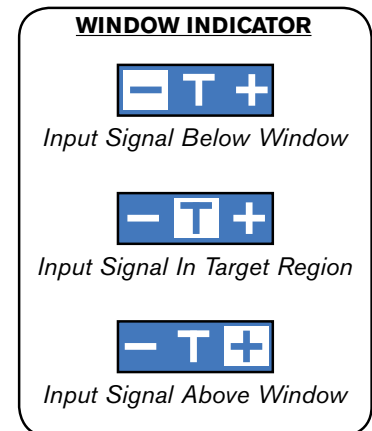 WINDOW INDICATOR
− T +
Input Signal Below Window
− T +
Input Signal In Target Region
− T +
Input Signal Above Window